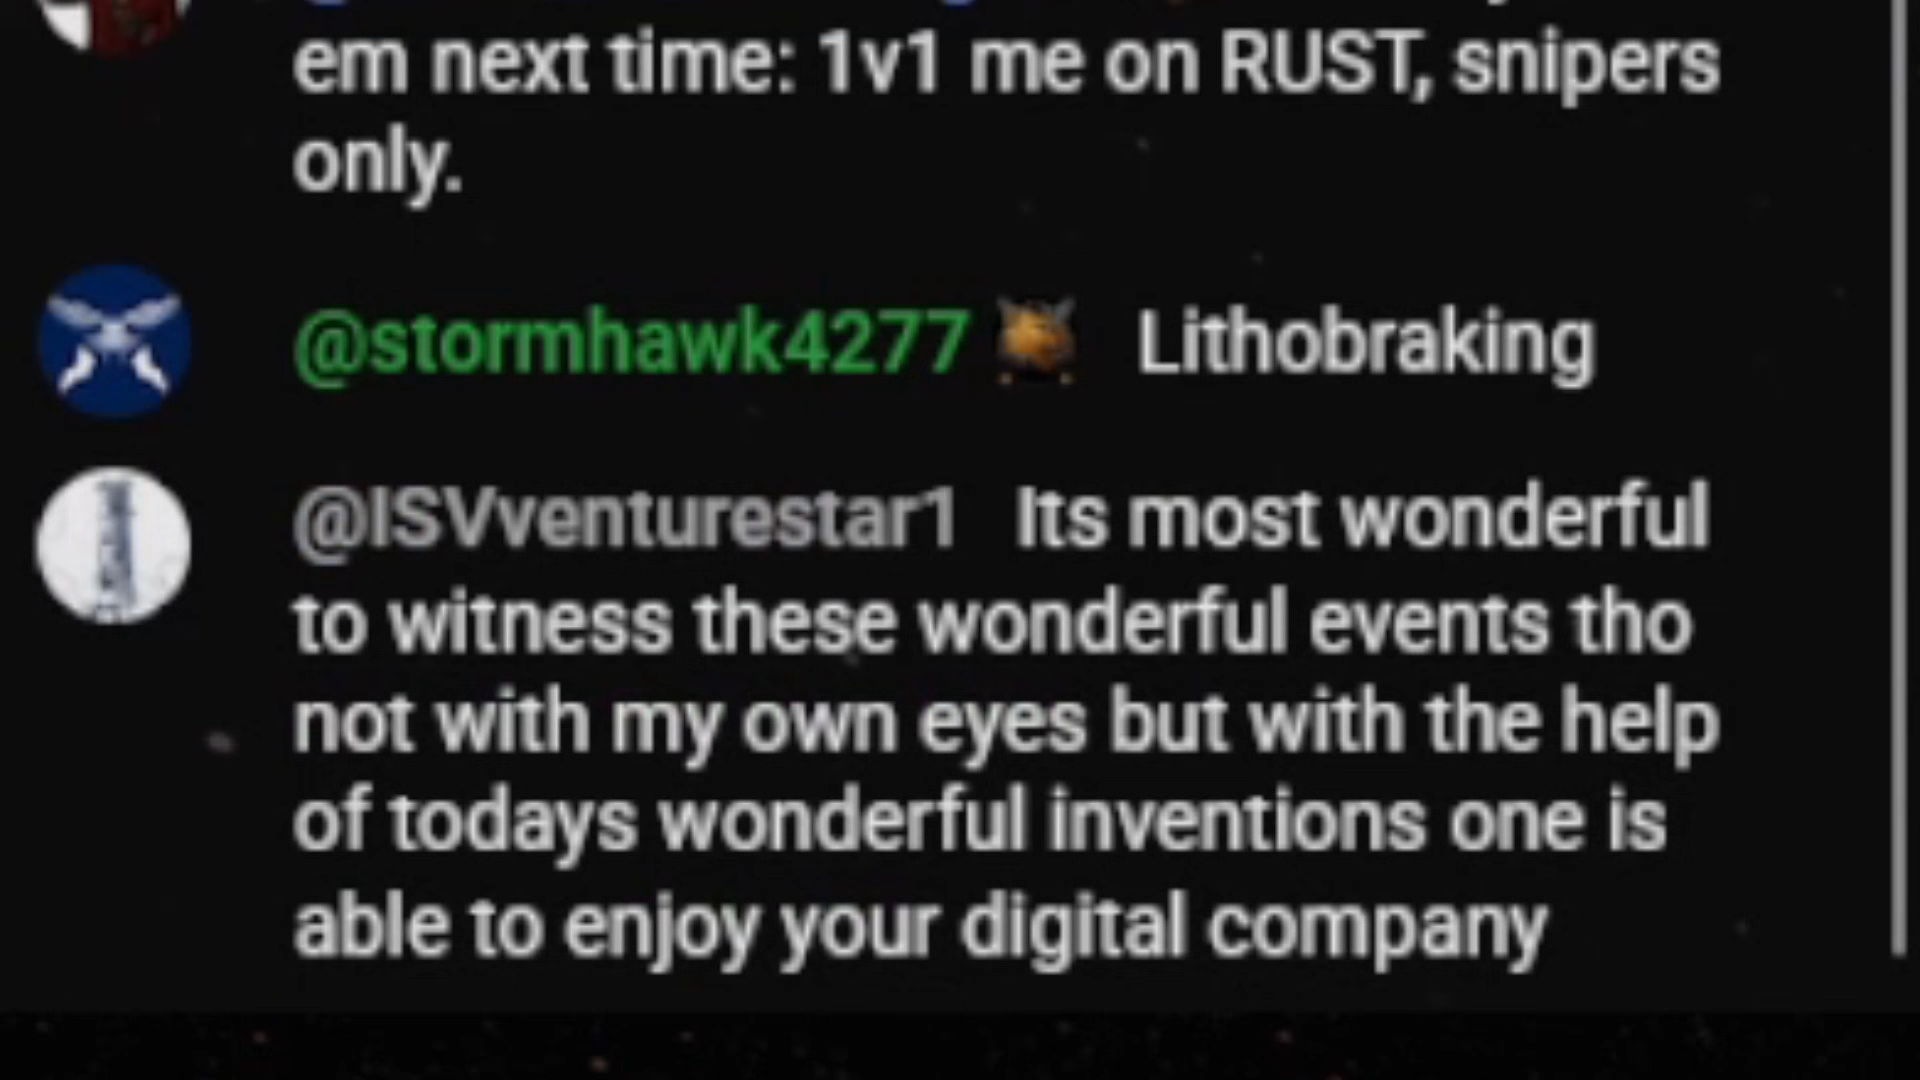 em next time: 1v1 me on RUST, snipers
only.
@stormhawk4277 Lithobraking
@ISVventurestar1 Its most wonderful
to witness these wonderful events tho
not with my own eyes but with the help
of todays wonderful inventions one is
able to enjoy your digital company